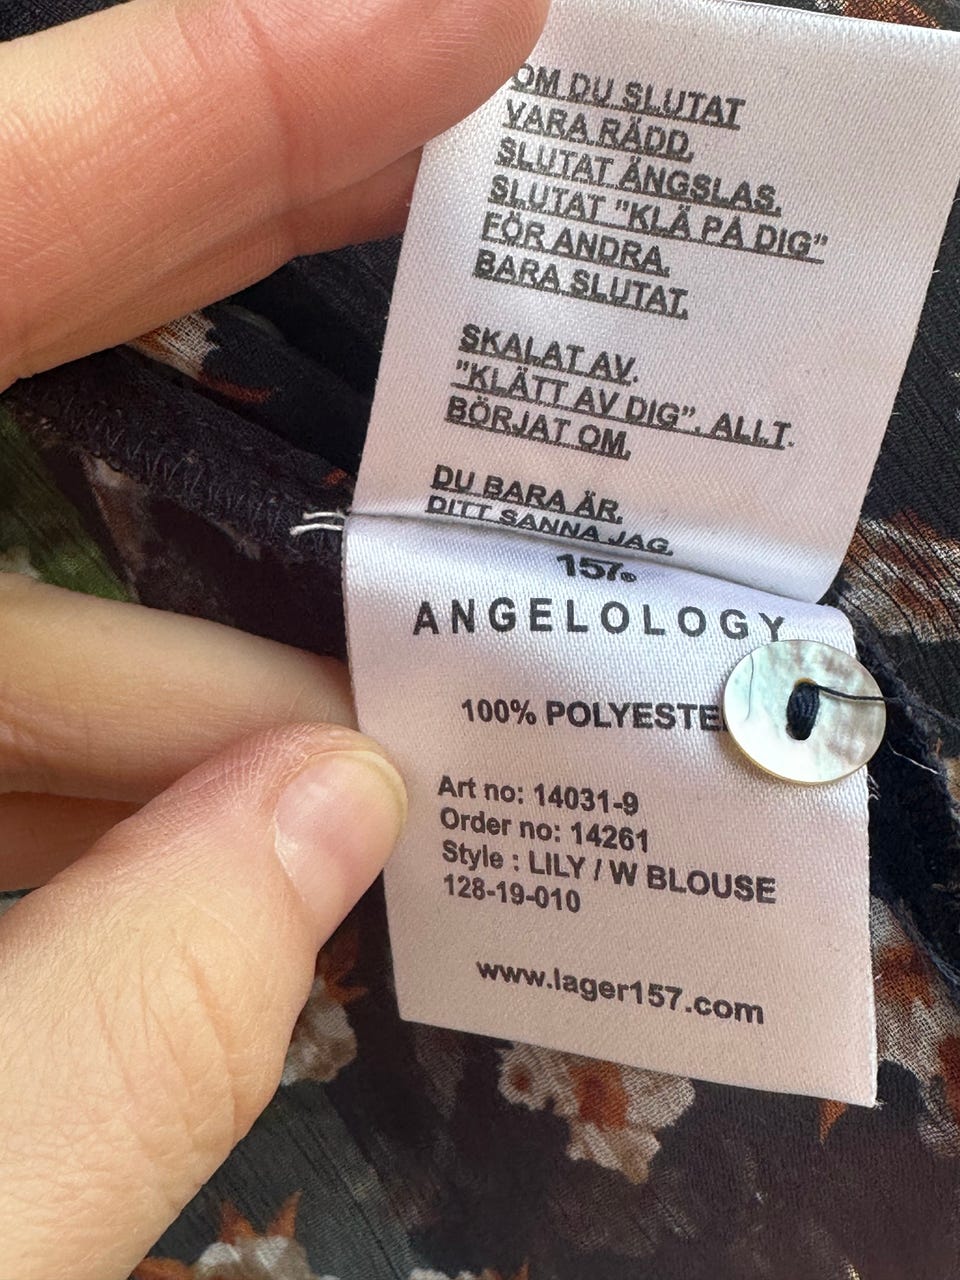 OM DU SLUTAT
VARA RÄDD.
SLUTAT ÄNGSLAS.
SLUTAT "KLÄ PÅ DIG"
FÖR ANDRA.
BARA SLUTAT.
SKALAT AV.
"KLÄTT AV DIG". ALLT.
BÖRJAT OM.
DU BARA ÄR.
DITT SANNA JAG.
157®
ANGELOLOGY
100%
Art no: 14031-9
Order no: 14261
Style : LILY / W BLOUSE
128-19-010
www.lager157.com